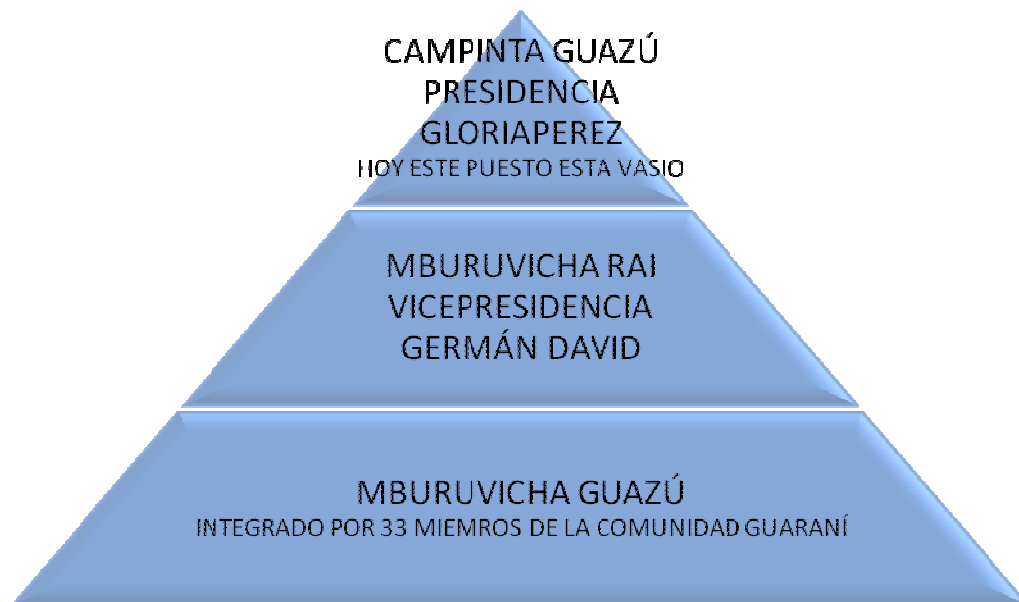 CAMPINTA GUAZÚ
PRESIDENCIA
GLORIAPEREZ
HOY ESTE PUESTO ESTA VASIO
MBURUVICHA RAI
VICEPRESIDENCIA
GERMÁN DAVID
MBURUVICHA GUAZÚ
INTEGRADO POR 33 MIEMROS DE LA COMUNIDAD GUARANÍ